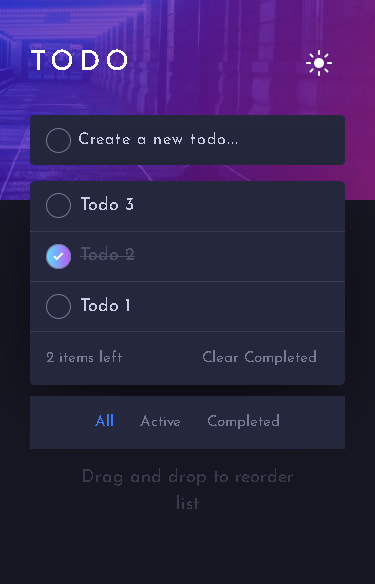 TODO
Create a new todo...
Todo 3
Todo 2
Todo 1
2 items left Clear Completed
All Active Completed
Drag and drop to reorder
list